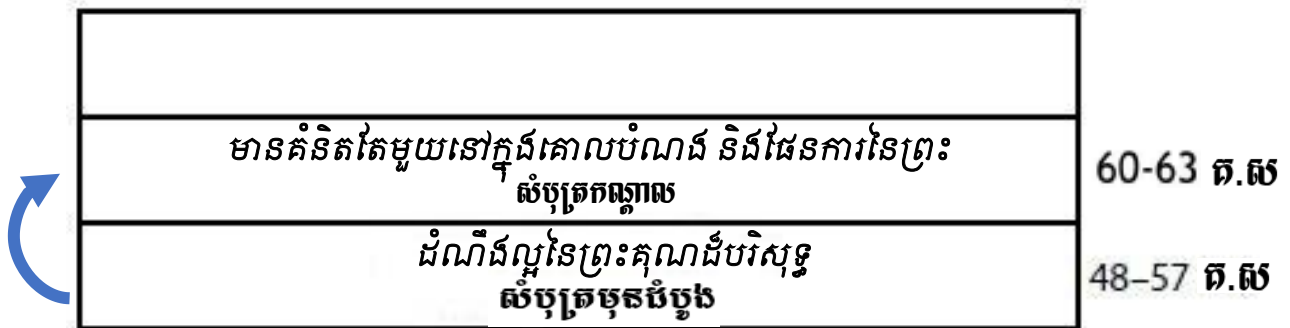 មានគំនិតតែមួយនៅក្នុងគោលបំណង និងផែនការនៃព្រះ
សំបុត្រកណ្តាល
60-63 គ.ស
ដំណឹងល្អនៃព្រះគុណដ៏បរិសុទ្ធ
សំបុត្រមុនដំបូង
48–57 គ.ស